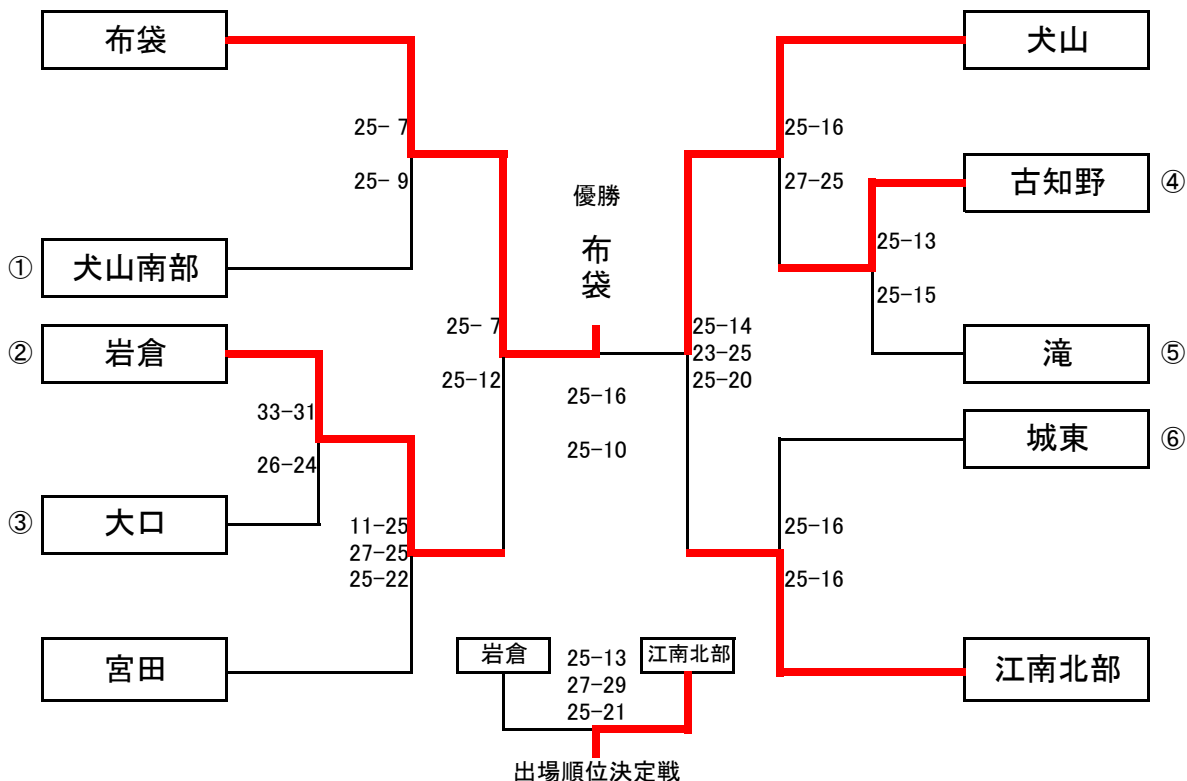 布袋
犬山
25- 7
25- 9
25-16
27-25
古知野 ④
優勝
布袋
25-13
25-15
① 犬山南部
② 岩倉
25- 7
25-12
25-14
23-25
25-20
滝 ⑤
33-31
26-24
25-16
25-10
城東 ⑥
③ 大口
11-25
27-25
25-22
25-16
25-16
宮田
岩倉
25-13
27-29
25-21
江南北部
江南北部
出場順位決定戦